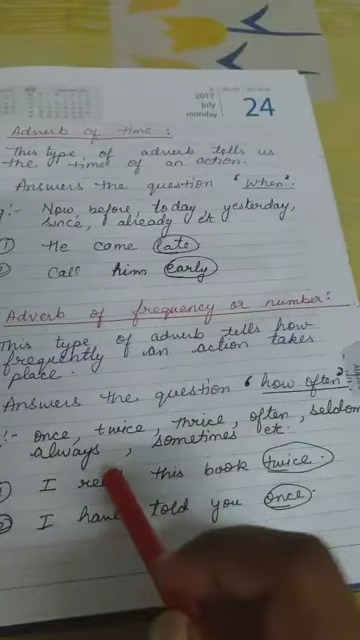 2017
july
monday
24
Adverb of time :
This type of adverb tells us
the time of an action.
Answers the question 'When'.
:- Now before, today yesterday,
since, already etc
1 He come late
2 Call him early
Adverb of frequency or number :
This type of adverb tells how
frequently of an action takes
place.
Answers the question 'how often'
:- once, twice, thrice, often, seldom
always, sometimes etc.
1 I this book twice.
2 I have told you once.